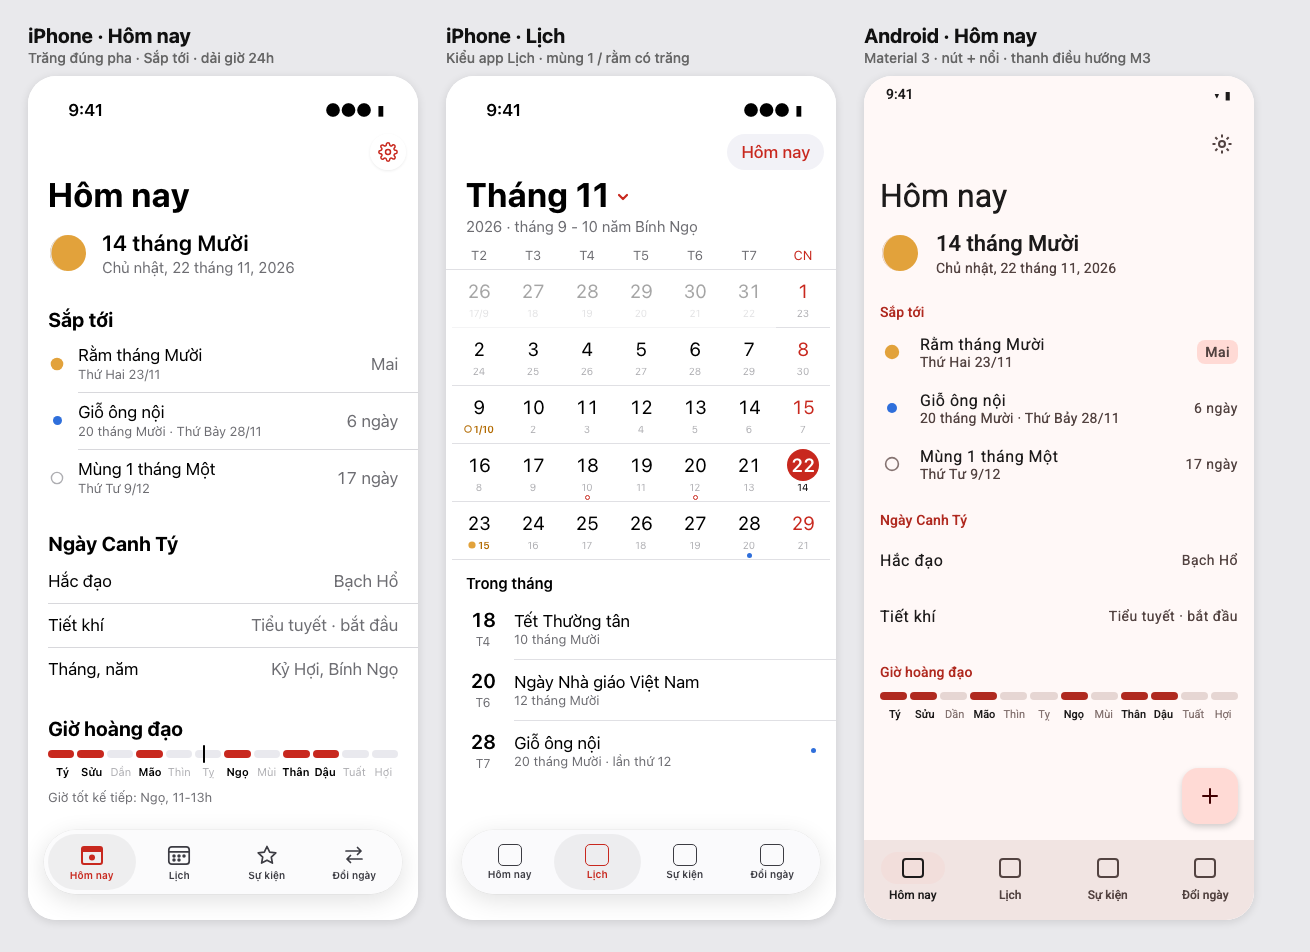 iPhone · Hôm nay
Trăng đúng pha · Sắp tới · dải giờ 24h
9:41
Hôm nay
14 tháng Mười
Chủ nhật, 22 tháng 11, 2026
Sắp tới
Rằm tháng Mười
Thứ Hai 23/11
Mai
Giỗ ông nội
20 tháng Mười · Thứ Bảy 28/11
6 ngày
Mùng 1 tháng Một
Thứ Tư 9/12
17 ngày
Ngày Canh Tý
Hắc đạo Bạch Hổ
Tiết khí Tiểu tuyết · bắt đầu
Tháng, năm Kỷ Hợi, Bính Ngọ
Giờ hoàng đạo
Tý Sửu Dần Mão Thìn Tỵ Ngọ Mùi Thân Dậu Tuất Hợi
Giờ tốt kế tiếp: Ngọ, 11-13h
Hôm nay Lịch Sự kiện Đổi ngày
iPhone · Lịch
Kiểu app Lịch · mùng 1 / rằm có trăng
9:41
Hôm nay
Tháng 11
2026 · tháng 9 - 10 năm Bính Ngọ
T2 T3 T4 T5 T6 T7 CN
26 27 28 29 30 31 1
17/9 18 19 20 21 22 23
2 3 4 5 6 7 8
24 25 26 27 28 29 30
9 10 11 12 13 14 15
1/10 2 3 4 5 6 7
16 17 18 19 20 21 22
8 9 10 11 12 13 14
23 24 25 26 27 28 29
15 16 17 18 19 20 21
Trong tháng
18 Tết Thường tân
T4 10 tháng Mười
20 Ngày Nhà giáo Việt Nam
T6 12 tháng Mười
28 Giỗ ông nội
T7 20 tháng Mười · lần thứ 12
Hôm nay Lịch Sự kiện Đổi ngày
Android · Hôm nay
Material 3 · nút + nổi · thanh điều hướng M3
9:41
Hôm nay
14 tháng Mười
Chủ nhật, 22 tháng 11, 2026
Sắp tới
Rằm tháng Mười
Thứ Hai 23/11
Mai
Giỗ ông nội
20 tháng Mười · Thứ Bảy 28/11
6 ngày
Mùng 1 tháng Một
Thứ Tư 9/12
17 ngày
Ngày Canh Tý
Hắc đạo Bạch Hổ
Tiết khí Tiểu tuyết · bắt đầu
Giờ hoàng đạo
Tý Sửu Dần Mão Thìn Tỵ Ngọ Mùi Thân Dậu Tuất Hợi
+
Hôm nay Lịch Sự kiện Đổi ngày